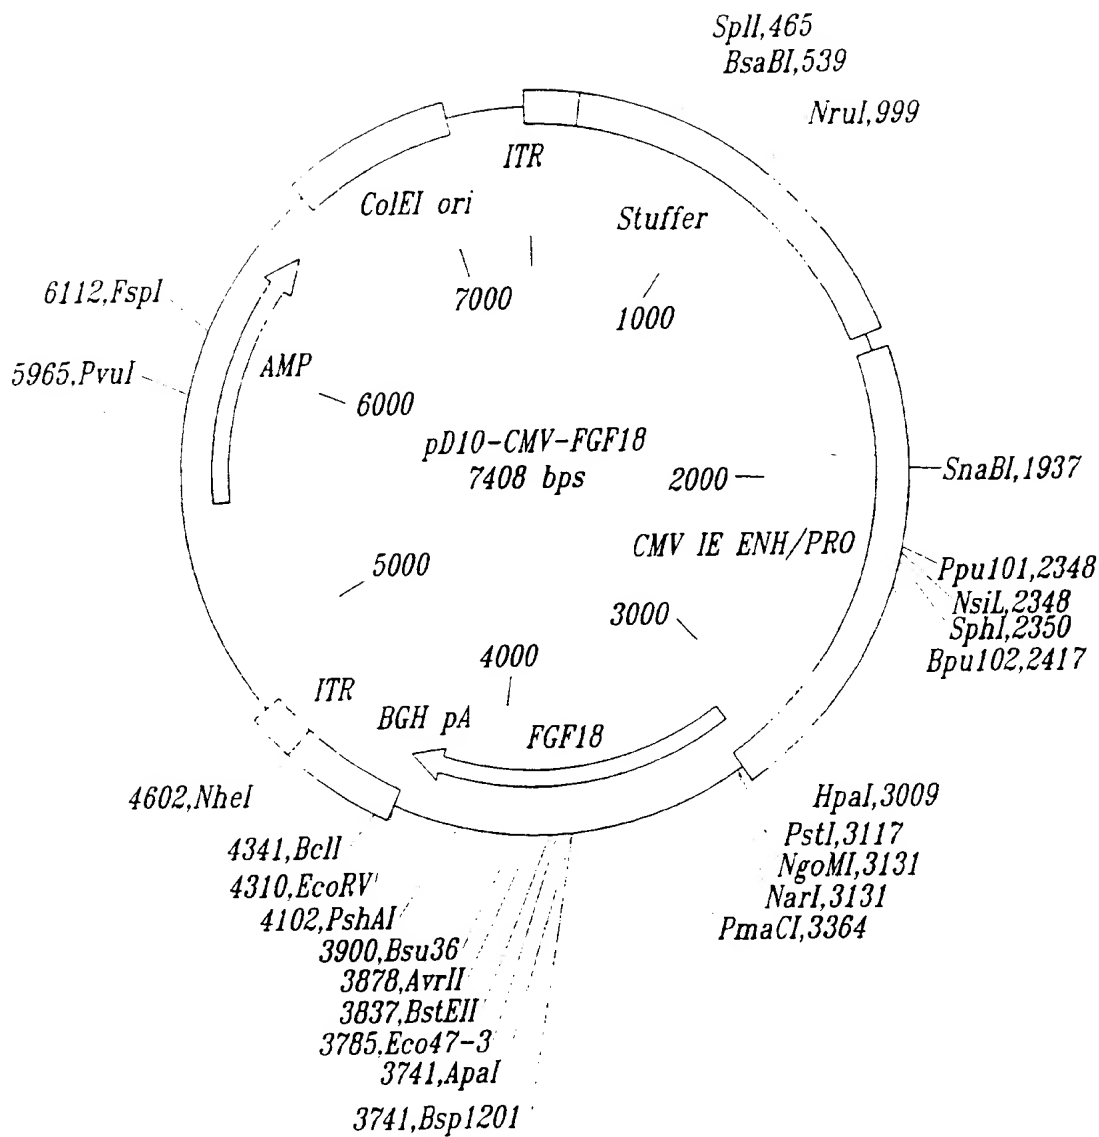 SplI,465
BsaBI,539
NruI,999
ITR
ColEI ori
Stuffer
6112,FspI
7000
1000
5965,PvuI
AMP
6000
pD10-CMV-FGF18
7408 bps
2000
SnaBI,1937
CMV IE ENH/PRO
5000
Ppu101,2348
NsiL,2348
SphI,2350
Bpu102,2417
3000
4000
ITR
BGH pA
FGF18
4602,NheI
HpaI,3009
PstI,3117
NgoMI,3131
NarI,3131
PmaCI,3364
4341,BclI
4310,EcoRV
4102,PshAI
3900,Bsu36
3878,AvrII
3837,BstEII
3785,Eco47-3
3741,ApaI
3741,Bsp1201